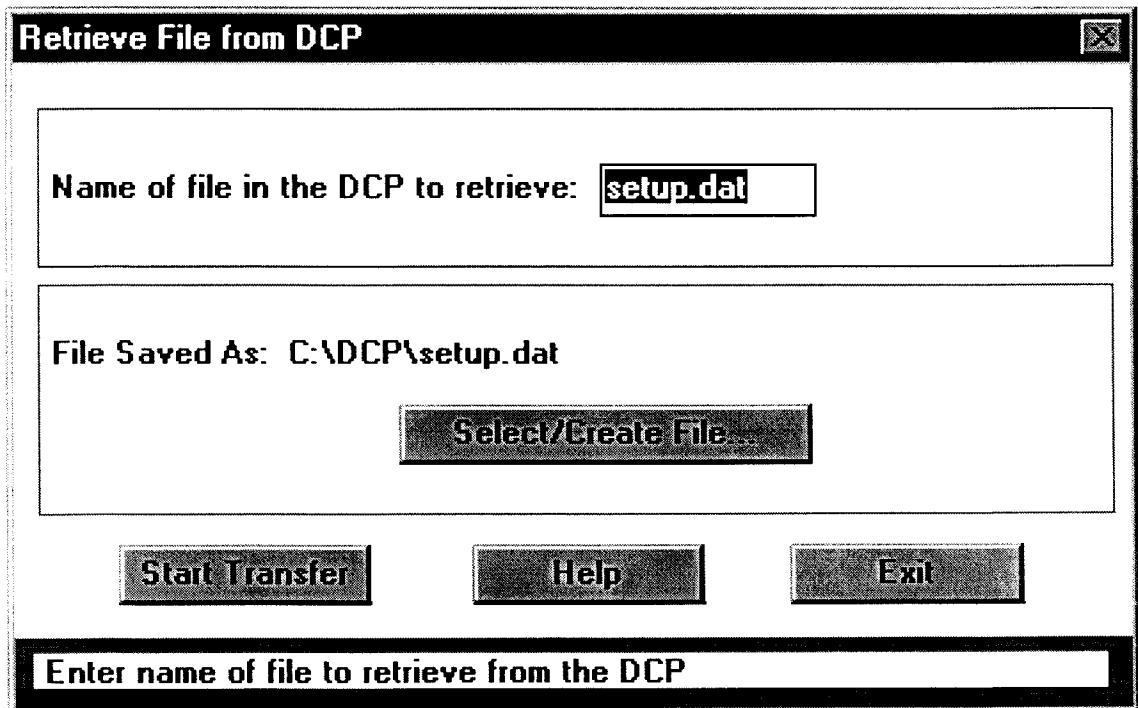 Retrieve File from DCP
Name of file in the DCP to retrieve: setup.dat
File Saved As: C:\DCP\setup.dat
Select/Create File...
Start Transfer Help Exit
Enter name of file to retrieve from the DCP